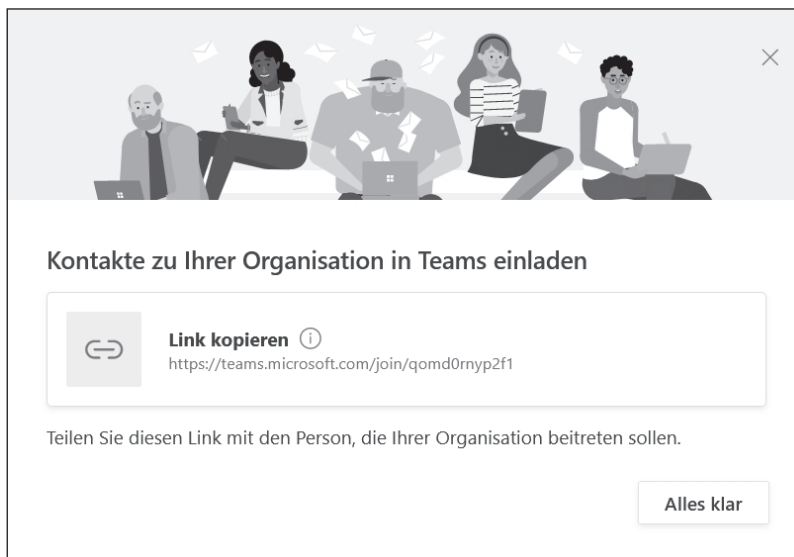 Kontakte zu Ihrer Organisation in Teams einladen
Link kopieren
https://teams.microsoft.com/join/qomd0rnyp2f1
Teilen Sie diesen Link mit den Person, die Ihrer Organisation beitreten sollen.
Alles klar